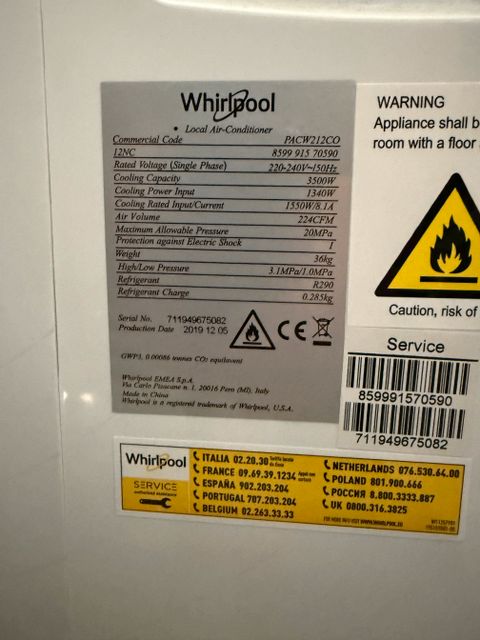 Whirlpool
• Local Air-Conditioner
Commercial Code PACW212CO
12NC 8599 915 70590
Rated Voltage (Single Phase) 220-240V~/50Hz
Cooling Capacity 3500W
Cooling Power Input 1340W
Cooling Rated Input/Current 1550W/8.1A
Air Volume 224CFM
Maximum Allowable Pressure 20MPa
Protection against Electric Shock I
Weight 36kg
High/Low Pressure 3.1MPa/1.0MPa
Refrigerant R290
Refrigerant Charge 0.285kg
Serial No. 711949675082
Production Date 2019 12 05
CE
GWP3, 0.00086 tonnes CO2 equilavent
Whirlpool EMEA S.p.A.
Via Carlo Pisacane n. 1, 20016 Pero (MI), Italy
Made in China
Whirlpool is a registered trademark of Whirlpool, U.S.A.
WARNING
Appliance shall b
room with a floor
Caution, risk of
Service
859991570590
711949675082
Whirlpool
SERVICE
ITALIA 02.20.30
FRANCE 09.69.39.1234
ESPAÑA 902.203.204
PORTUGAL 707.203.204
BELGIUM 02.263.33.33
NETHERLANDS 076.530.64.00
POLAND 801.900.666
РОССИЯ 8.800.3333.887
UK 0800.316.3825
FOR MORE INFO VISIT WWW.WHIRLPOOL.EU